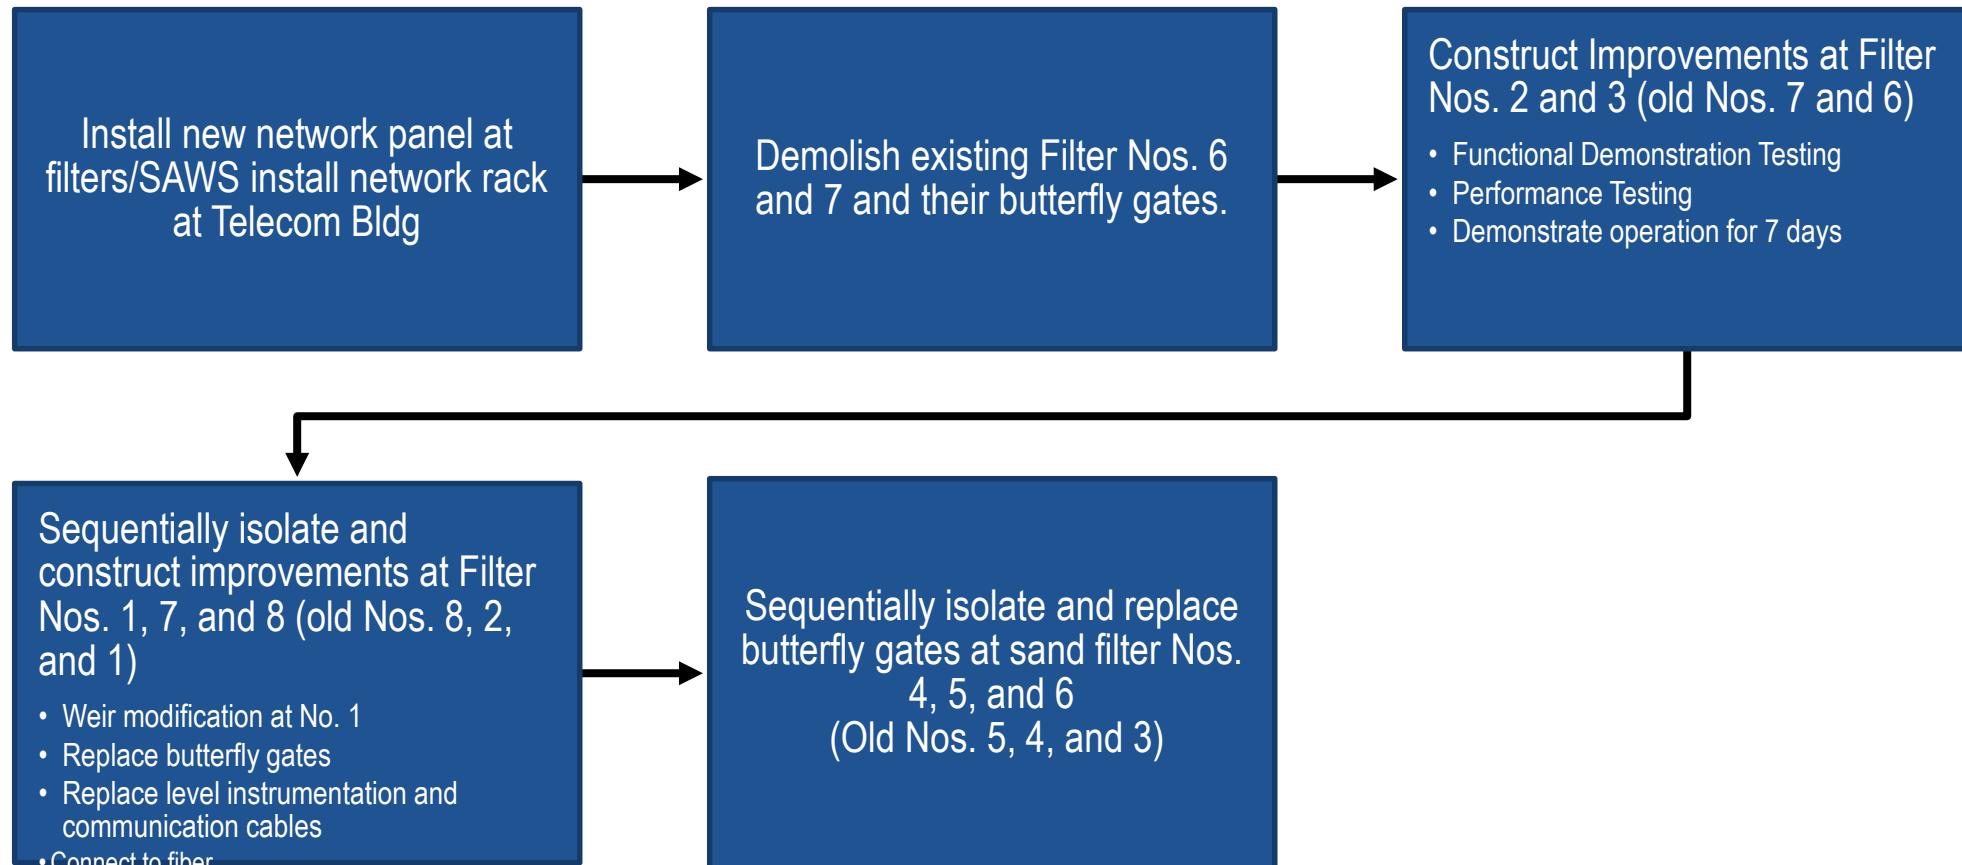 Install new network panel at
filters/SAWS install network rack
at Telecom Bldg
Demolish existing Filter Nos. 6
and 7 and their butterfly gates.
Construct Improvements at Filter
Nos. 2 and 3 (old Nos. 7 and 6)
• Functional Demonstration Testing
• Performance Testing
• Demonstrate operation for 7 days
Sequentially isolate and
construct improvements at Filter
Nos. 1, 7, and 8 (old Nos. 8, 2,
and 1)
• Weir modification at No. 1
• Replace butterfly gates
• Replace level instrumentation and
communication cables
• Connect to fiber
Sequentially isolate and replace
butterfly gates at sand filter Nos.
4, 5, and 6
(Old Nos. 5, 4, and 3)